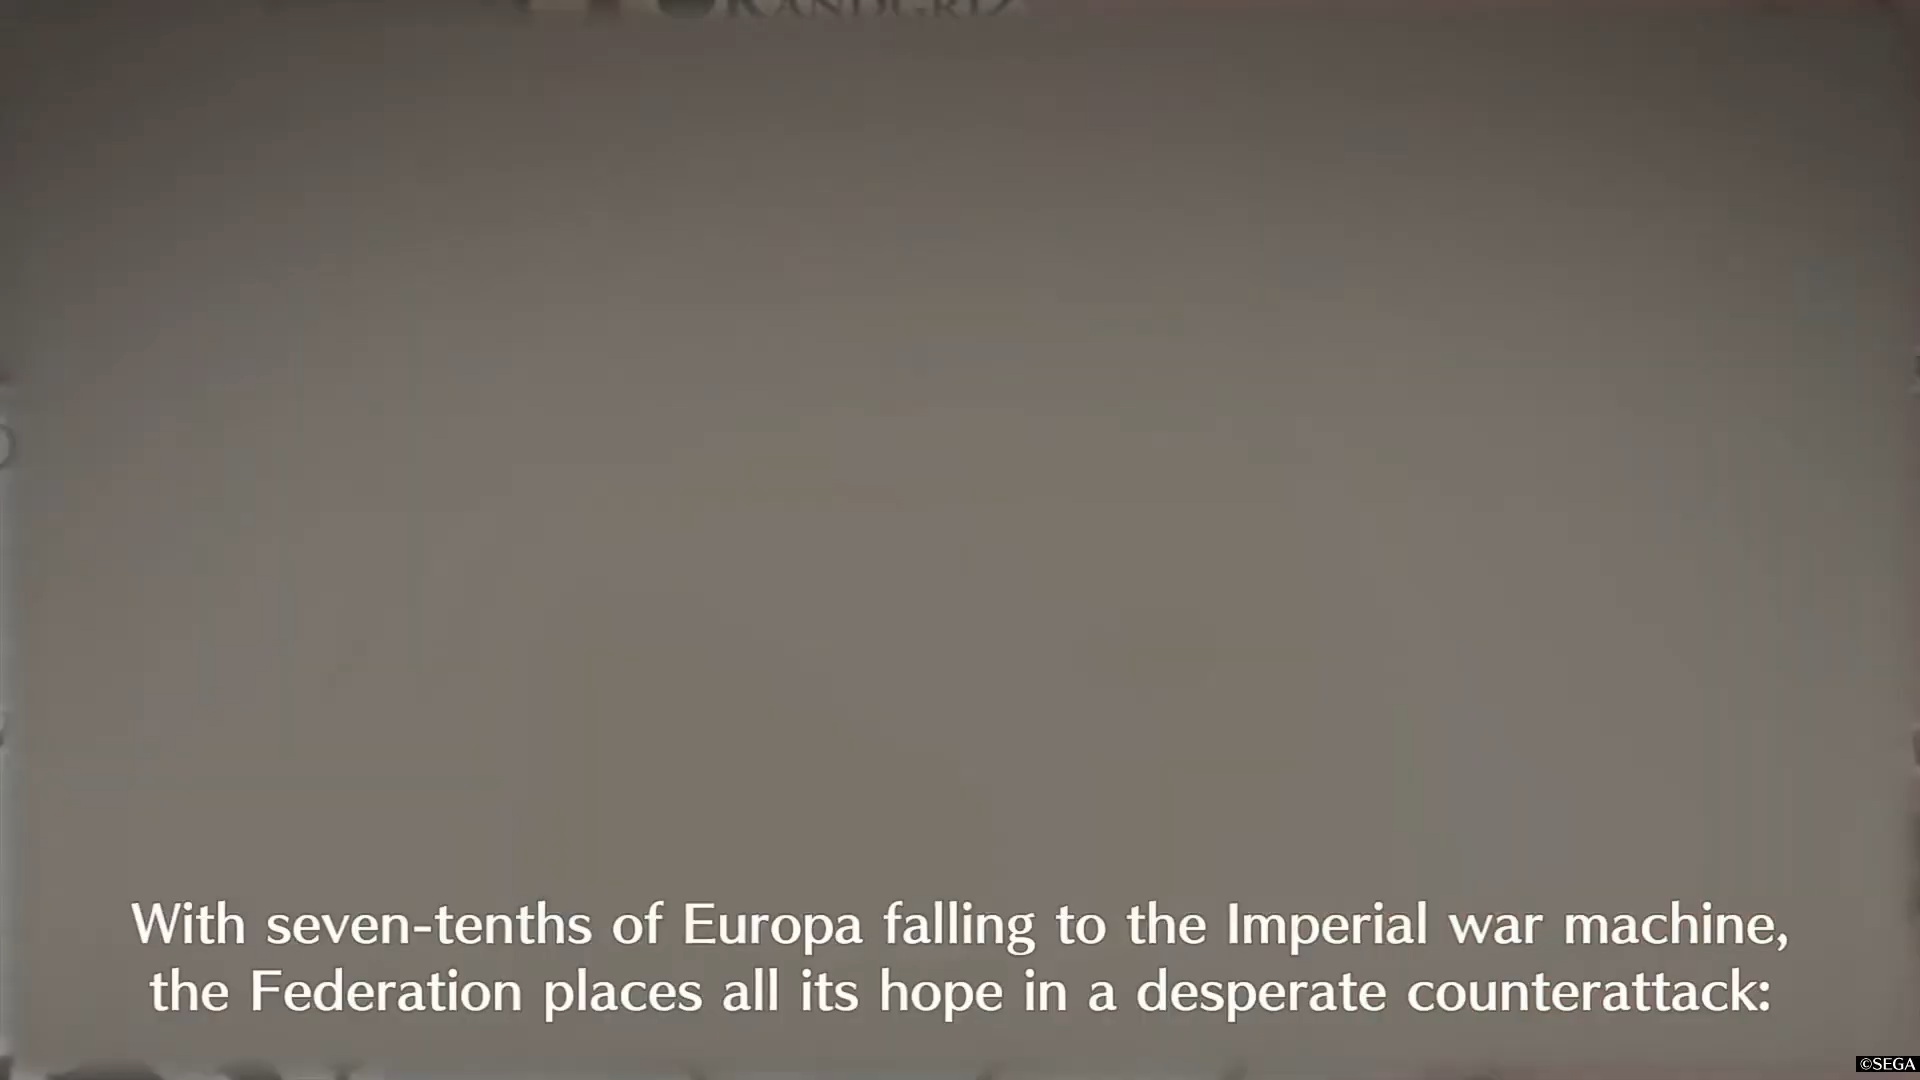 With seven-tenths of Europa falling to the Imperial war machine,
the Federation places all its hope in a desperate counterattack:
©SEGA